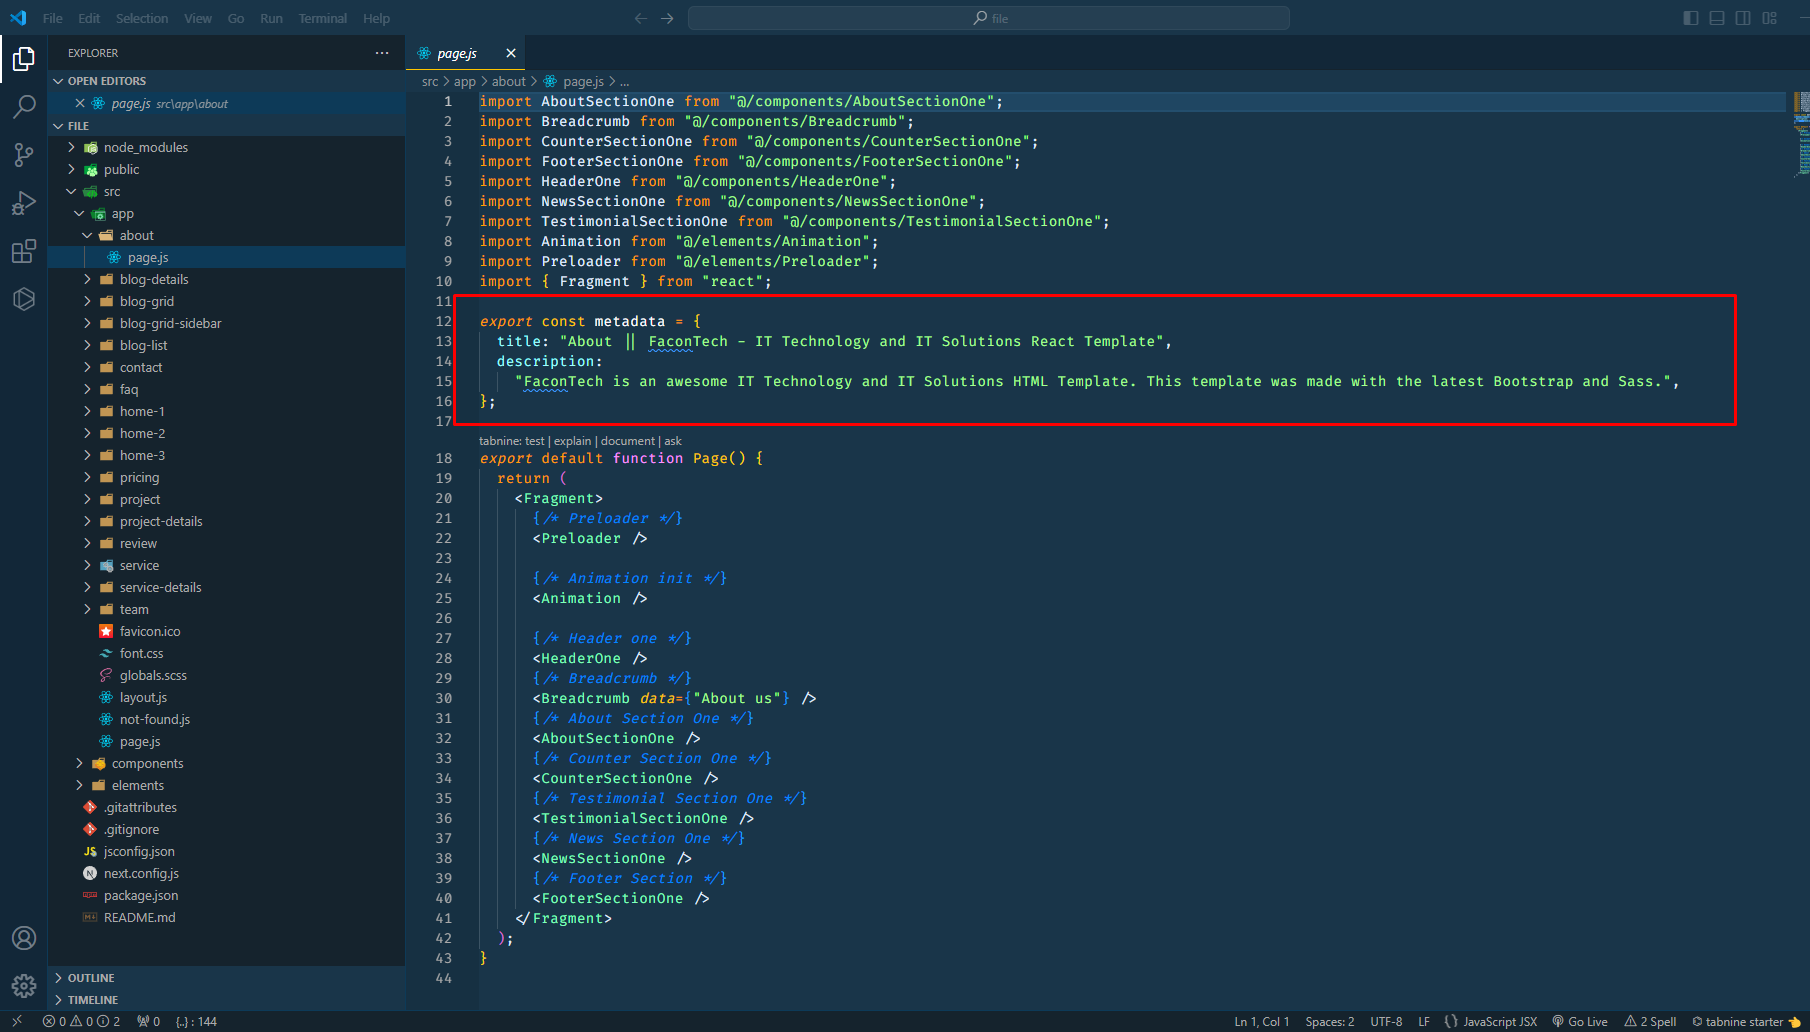 File Edit Selection View Go Run Terminal Help
file
EXPLORER
OPEN EDITORS
page.js src\app\about
FILE
node_modules
public
src
app
about
page.js
blog-details
blog-grid
blog-grid-sidebar
blog-list
contact
faq
home-1
home-2
home-3
pricing
project
project-details
review
service
service-details
team
favicon.ico
font.css
globals.scss
layout.js
not-found.js
page.js
components
elements
.gitattributes
.gitignore
jsconfig.json
next.config.js
package.json
README.md
OUTLINE
TIMELINE
page.js
src > app > about > page.js > ...
1 import AboutSectionOne from "@/components/AboutSectionOne";
2 import Breadcrumb from "@/components/Breadcrumb";
3 import CounterSectionOne from "@/components/CounterSectionOne";
4 import FooterSectionOne from "@/components/FooterSectionOne";
5 import HeaderOne from "@/components/HeaderOne";
6 import NewsSectionOne from "@/components/NewsSectionOne";
7 import TestimonialSectionOne from "@/components/TestimonialSectionOne";
8 import Animation from "@/elements/Animation";
9 import Preloader from "@/elements/Preloader";
10 import { Fragment } from "react";
11
12 export const metadata = {
13 title: "About || FaconTech - IT Technology and IT Solutions React Template",
14 description:
15 "FaconTech is an awesome IT Technology and IT Solutions HTML Template. This template was made with the latest Bootstrap and Sass.",
16 };
17
tabnine: test | explain | document | ask
18 export default function Page() {
19 return (
20 <Fragment>
21 {/* Preloader */}
22 <Preloader />
23
24 {/* Animation init */}
25 <Animation />
26
27 {/* Header one */}
28 <HeaderOne />
29 {/* Breadcrumb */}
30 <Breadcrumb data={"About us"} />
31 {/* About Section One */}
32 <AboutSectionOne />
33 {/* Counter Section One */}
34 <CounterSectionOne />
35 {/* Testimonial Section One */}
36 <TestimonialSectionOne />
37 {/* News Section One */}
38 <NewsSectionOne />
39 {/* Footer Section */}
40 <FooterSectionOne />
41 </Fragment>
42 );
43 }
44
0 0 2 0 {..} : 144 Ln 1, Col 1 Spaces: 2 UTF-8 LF {} JavaScript JSX Go Live 2 Spell tabnine starter